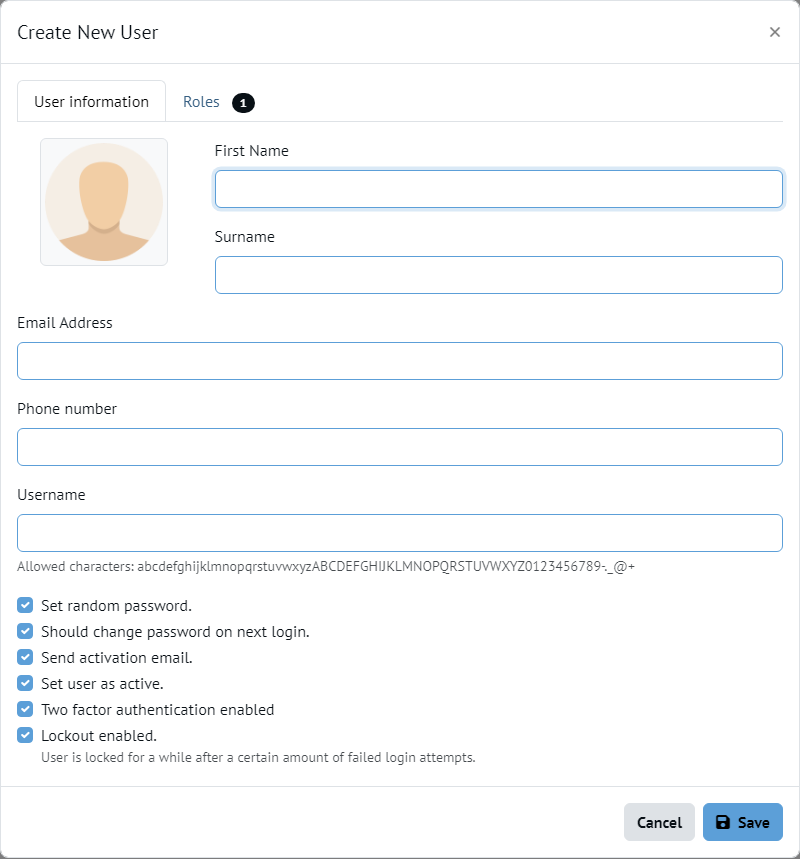 Create New User
×
User information
Roles 1
First Name
Surname
Email Address
Phone number
Username
Allowed characters: abcdefghijklmnopqrstuvwxyzABCDEFGHIJKLMNOPQRSTUVWXYZ0123456789-._@+
Set random password.
Should change password on next login.
Send activation email.
Set user as active.
Two factor authentication enabled
Lockout enabled.
User is locked for a while after a certain amount of failed login attempts.
Cancel
Save